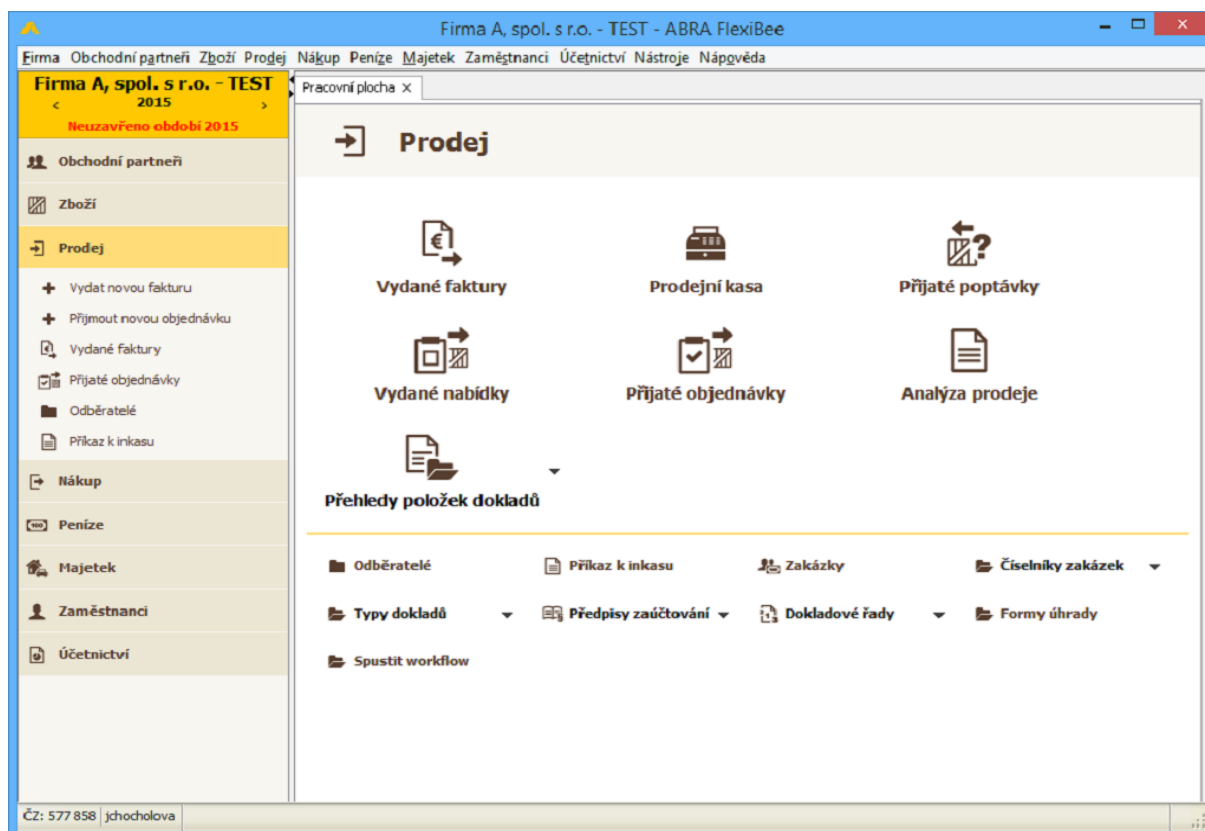 Firma A, spol. s r.o. - TEST - ABRA FlexiBee
Firma Obchodní partneři Zboží Prodej Nákup Peníze Majetek Zaměstnanci Účetnictví Nástroje Nápověda
Firma A, spol. s r.o. - TEST
< 2015 >
Neuzavřeno období 2015
Obchodní partneři
Zboží
Prodej
Vydat novou fakturu
Přijmout novou objednávku
Vydané faktury
Přijaté objednávky
Odběratelé
Příkaz k inkasu
Nákup
Peníze
Majetek
Zaměstnanci
Účetnictví
Pracovní plocha X
Prodej
Vydané faktury Prodejní kasa Přijaté poptávky
Vydané nabídky Přijaté objednávky Analýza prodeje
Přehledy položek dokladů
Odběratelé Příkaz k inkasu Zakázky Číselníky zakázek
Typy dokladů Předpisy zaúčtování Dokladové řady Formy úhrady
Spustit workflow
ČZ: 577 858 jchocholova